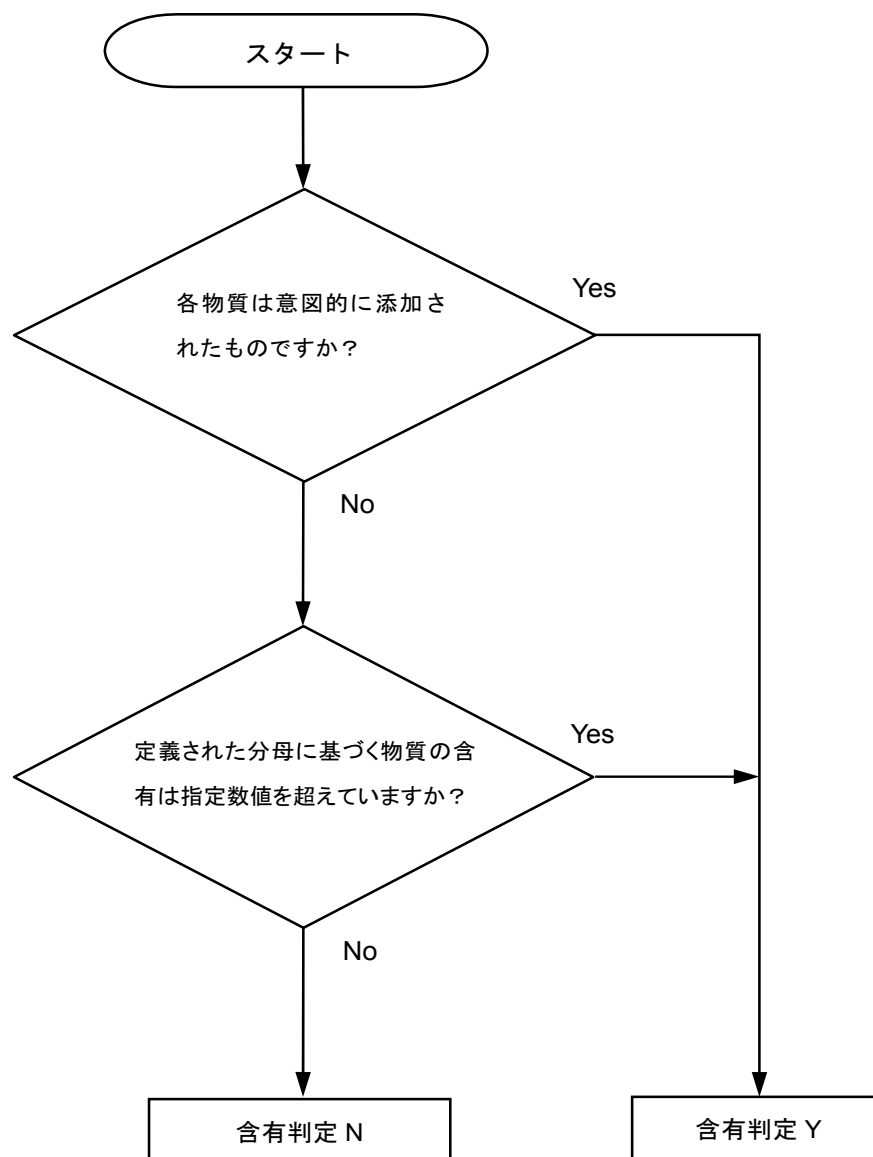 スタート
Yes
各物質は意図的に添加さ
れたものですか？
No
Yes
定義された分母に基づく物質の含
有は指定数値を超えていますか？
No
含有判定 N
含有判定 Y